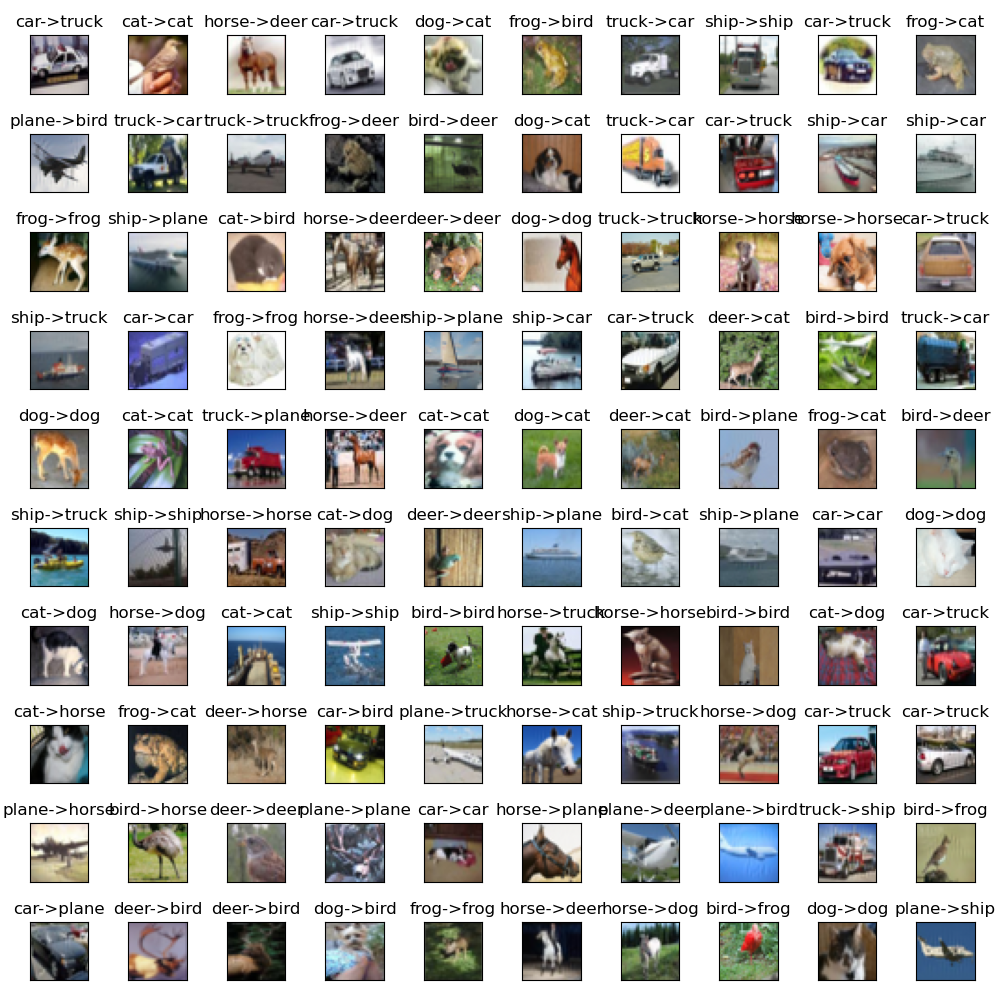 car->truck cat->cat horse->deer car->truck dog->cat frog->bird truck->car ship->ship car->truck frog->cat
plane->bird truck->car truck->truck frog->deer bird->deer dog->cat truck->car car->truck ship->car ship->car
frog->frog ship->plane cat->bird horse->deer deer->deer dog->dog truck->truck horse->horse horse->horse car->truck
ship->truck car->car frog->frog horse->deer ship->plane ship->car car->truck deer->cat bird->bird truck->car
dog->dog cat->cat truck->plane horse->deer cat->cat dog->cat deer->cat bird->plane frog->cat bird->deer
ship->truck ship->ship horse->horse cat->dog deer->deer ship->plane bird->cat ship->plane car->car dog->dog
cat->dog horse->dog cat->cat ship->ship bird->bird horse->truck horse->horse bird->bird cat->dog car->truck
cat->horse frog->cat deer->horse car->bird plane->truck horse->cat ship->truck horse->dog car->truck car->truck
plane->horse bird->horse deer->deer plane->plane car->car horse->plane plane->deer plane->bird truck->ship bird->frog
car->plane deer->bird deer->bird dog->bird frog->frog horse->deer horse->dog bird->frog dog->dog plane->ship